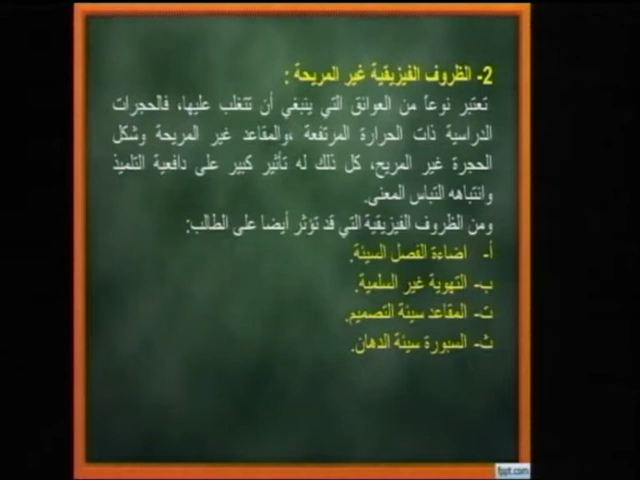 2- الظروف الفيزيقية غير المريحة :
تعتبر نوعاً من العوائق التي ينبغي أن تتغلب عليها، فالحجرات
الدراسية ذات الحرارة المرتفعة ،والمقاعد غير المريحة وشكل
الحجرة غير المريح، كل ذلك له تأثير كبير على دافعية التلميذ
وانتباهه التباس المعنى.
ومن الظروف الفيزيقية التي قد تؤثر أيضا على الطالب:
أ- اضاءة الفصل السيئة.
ب- التهوية غير السلمية.
ت- المقاعد سيئة التصميم.
ث- السبورة سيئة الدهان.
fppt.com